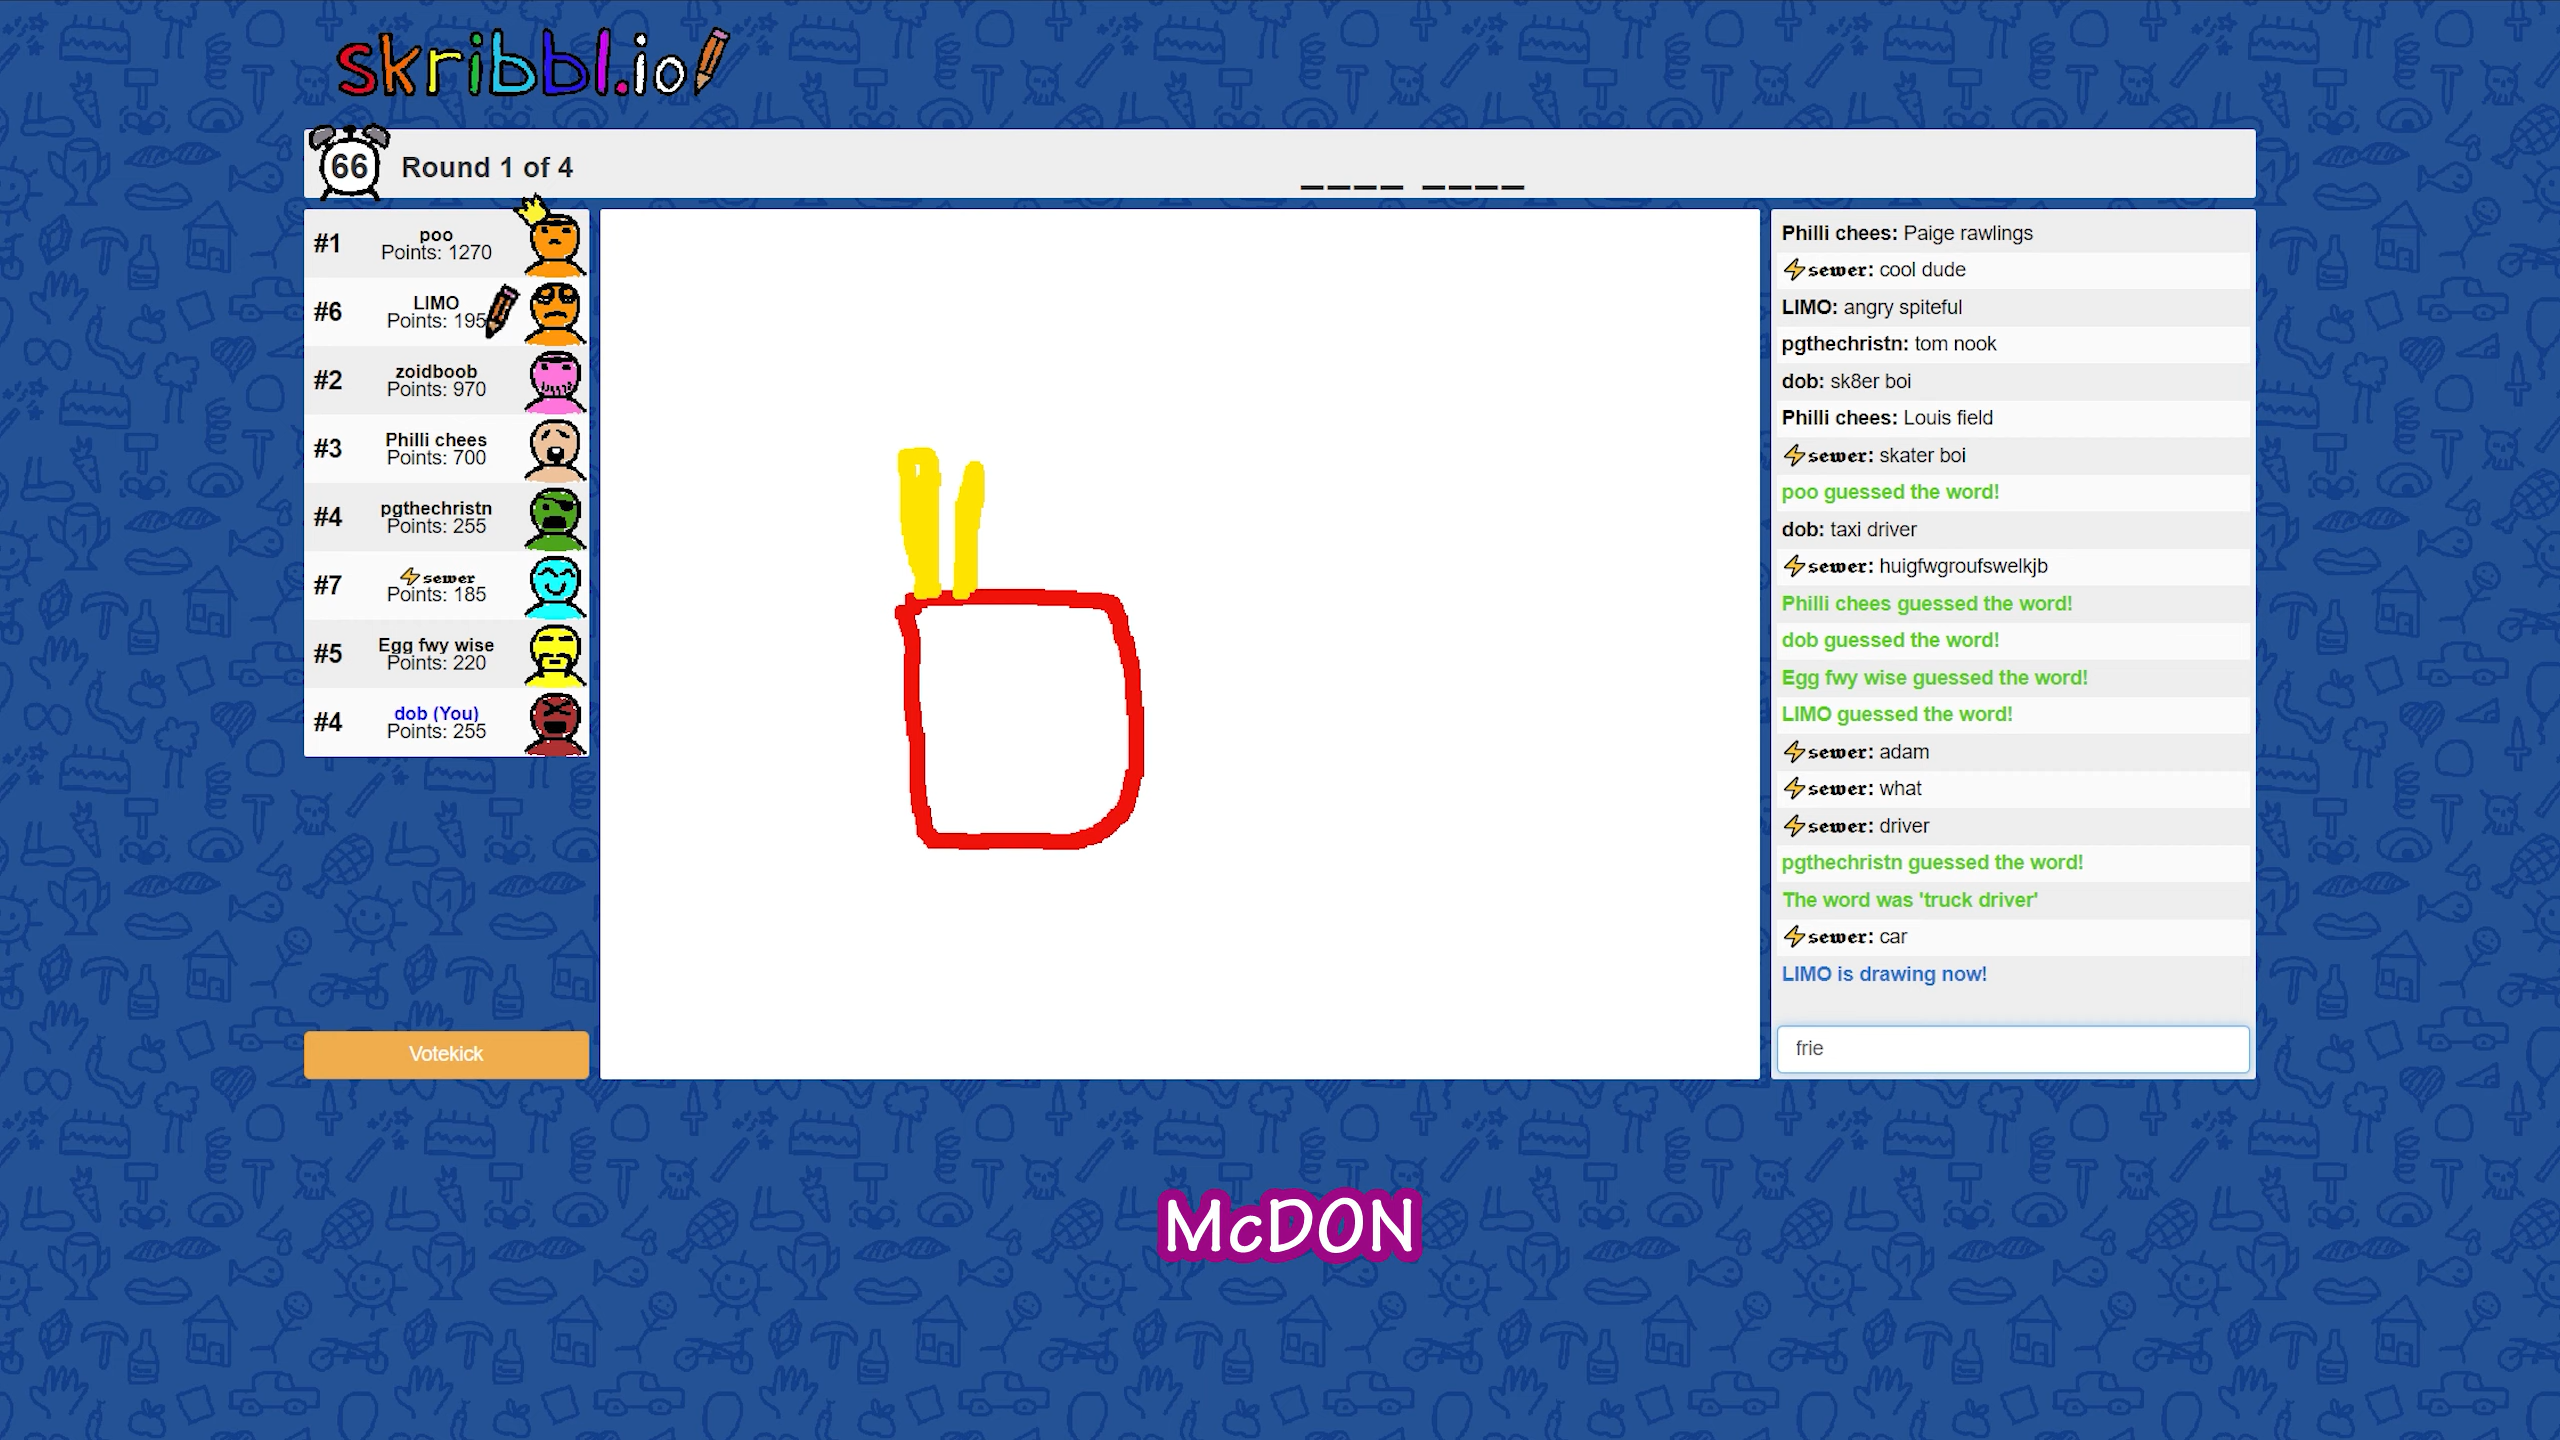 skribbl.io
66
Round 1 of 4
____ ____
#1
poo
Points: 1270
#6
LIMO
Points: 195
#2
zoidboob
Points: 970
#3
Philli chees
Points: 700
#4
pgthechristn
Points: 255
#7
⚡𝖘𝖊𝖜𝖊𝖗
Points: 185
#5
Egg fwy wise
Points: 220
#4
dob (You)
Points: 255
Votekick
Philli chees: Paige rawlings
⚡𝖘𝖊𝖜𝖊𝖗: cool dude
LIMO: angry spiteful
pgthechristn: tom nook
dob: sk8er boi
Philli chees: Louis field
⚡𝖘𝖊𝖜𝖊𝖗: skater boi
poo guessed the word!
dob: taxi driver
⚡𝖘𝖊𝖜𝖊𝖗: huigfwgroufswelkjb
Philli chees guessed the word!
dob guessed the word!
Egg fwy wise guessed the word!
LIMO guessed the word!
⚡𝖘𝖊𝖜𝖊𝖗: adam
⚡𝖘𝖊𝖜𝖊𝖗: what
⚡𝖘𝖊𝖜𝖊𝖗: driver
pgthechristn guessed the word!
The word was 'truck driver'
⚡𝖘𝖊𝖜𝖊𝖗: car
LIMO is drawing now!
frie
McDON